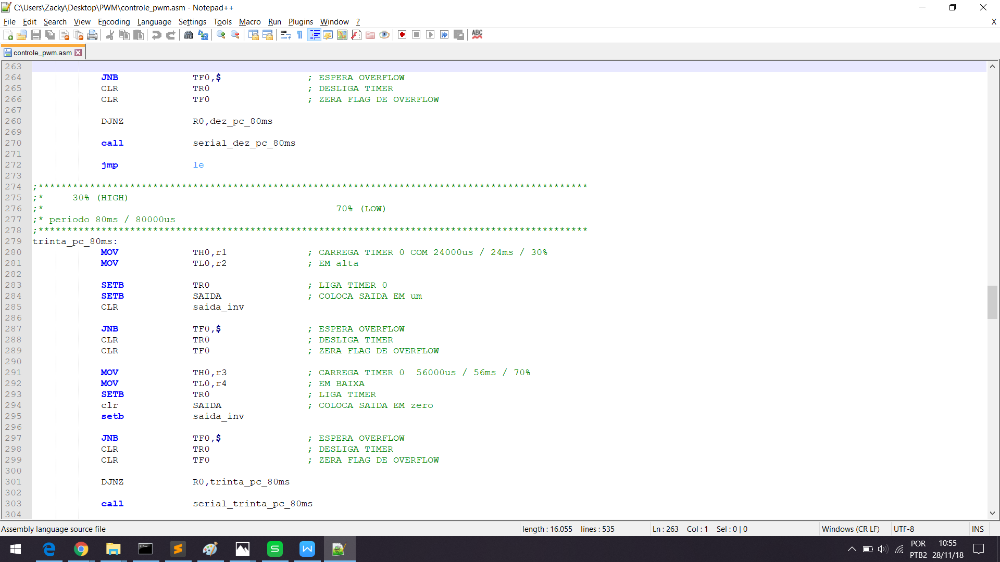 C:\Users\Zacky\Desktop\PWM\controle_pwm.asm - Notepad++
File Edit Search View Encoding Language Settings Tools Macro Run Plugins Window ? X
ABC
controle_pwm.asm
263
264 JNB TF0,$ ; ESPERA OVERFLOW
265 CLR TR0 ; DESLIGA TIMER
266 CLR TF0 ; ZERA FLAG DE OVERFLOW
267
268 DJNZ R0,dez_pc_80ms
269
270 call serial_dez_pc_80ms
271
272 jmp le
273
274 ;************************************************************************************************
275 ;* 30% (HIGH)
276 ;* 70% (LOW)
277 ;* periodo 80ms / 80000us
278 ;************************************************************************************************
279 trinta_pc_80ms:
280 MOV TH0,r1 ; CARREGA TIMER 0 COM 24000us / 24ms / 30%
281 MOV TL0,r2 ; EM alta
282
283 SETB TR0 ; LIGA TIMER 0
284 SETB SAIDA ; COLOCA SAIDA EM um
285 CLR saida_inv
286
287 JNB TF0,$ ; ESPERA OVERFLOW
288 CLR TR0 ; DESLIGA TIMER
289 CLR TF0 ; ZERA FLAG DE OVERFLOW
290
291 MOV TH0,r3 ; CARREGA TIMER 0  56000us / 56ms / 70%
292 MOV TL0,r4 ; EM BAIXA
293 SETB TR0 ; LIGA TIMER
294 clr SAIDA ; COLOCA SAIDA EM zero
295 setb saida_inv
296
297 JNB TF0,$ ; ESPERA OVERFLOW
298 CLR TR0 ; DESLIGA TIMER
299 CLR TF0 ; ZERA FLAG DE OVERFLOW
300
301 DJNZ R0,trinta_pc_80ms
302
303 call serial_trinta_pc_80ms
304
Assembly language source file length : 16.055 lines : 535 Ln : 263 Col : 1 Sel : 0 | 0 Windows (CR LF) UTF-8 INS
POR 10:55
PTB2 28/11/18